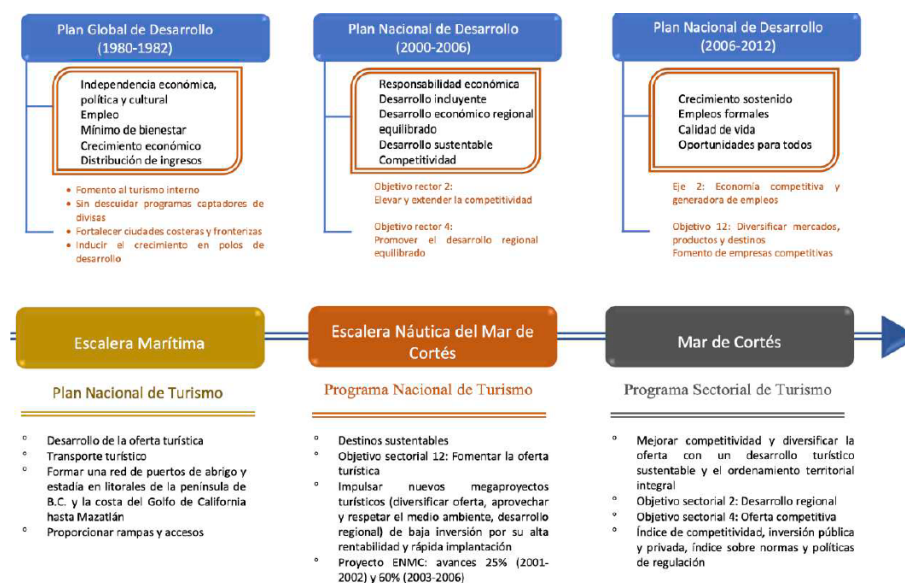 Plan Global de Desarrollo
(1980-1982)
Independencia económica,
política y cultural
Empleo
Mínimo de bienestar
Crecimiento económico
Distribución de ingresos
• Fomento al turismo interno
• Sin descuidar programas captadores de
divisas
• Fortalecer ciudades costeras y fronterizas
• Inducir el crecimiento en polos de
desarrollo
Plan Nacional de Desarrollo
(2000-2006)
Responsabilidad económica
Desarrollo incluyente
Desarrollo económico regional
equilibrado
Desarrollo sustentable
Competitividad
Objetivo rector 2:
Elevar y extender la competitividad
Objetivo rector 4:
Promover el desarrollo regional
equilibrado
Plan Nacional de Desarrollo
(2006-2012)
Crecimiento sostenido
Empleos formales
Calidad de vida
Oportunidades para todos
Eje 2: Economía competitiva y
generadora de empleos
Objetivo 12: Diversificar mercados,
productos y destinos
Fomento de empresas competitivas
Escalera Marítima
Plan Nacional de Turismo
° Desarrollo de la oferta turística
° Transporte turístico
° Formar una red de puertos de abrigo y
estadía en litorales de la península de
B.C. y la costa del Golfo de California
hasta Mazatlán
° Proporcionar rampas y accesos
Escalera Náutica del Mar de
Cortés
Programa Nacional de Turismo
° Destinos sustentables
° Objetivo sectorial 12: Fomentar la oferta
turística
° Impulsar nuevos megaproyectos
turísticos (diversificar oferta, aprovechar
y respetar el medio ambiente, desarrollo
regional) de baja inversión por su alta
rentabilidad y rápida implantación
° Proyecto ENMC: avances 25% (2001-
2002) y 60% (2003-2006)
Mar de Cortés
Programa Sectorial de Turismo
° Mejorar competitividad y diversificar la
oferta con un desarrollo turístico
sustentable y el ordenamiento territorial
integral
° Objetivo sectorial 2: Desarrollo regional
° Objetivo sectorial 4: Oferta competitiva
° Índice de competitividad, inversión pública
y privada, índice sobre normas y políticas
de regulación